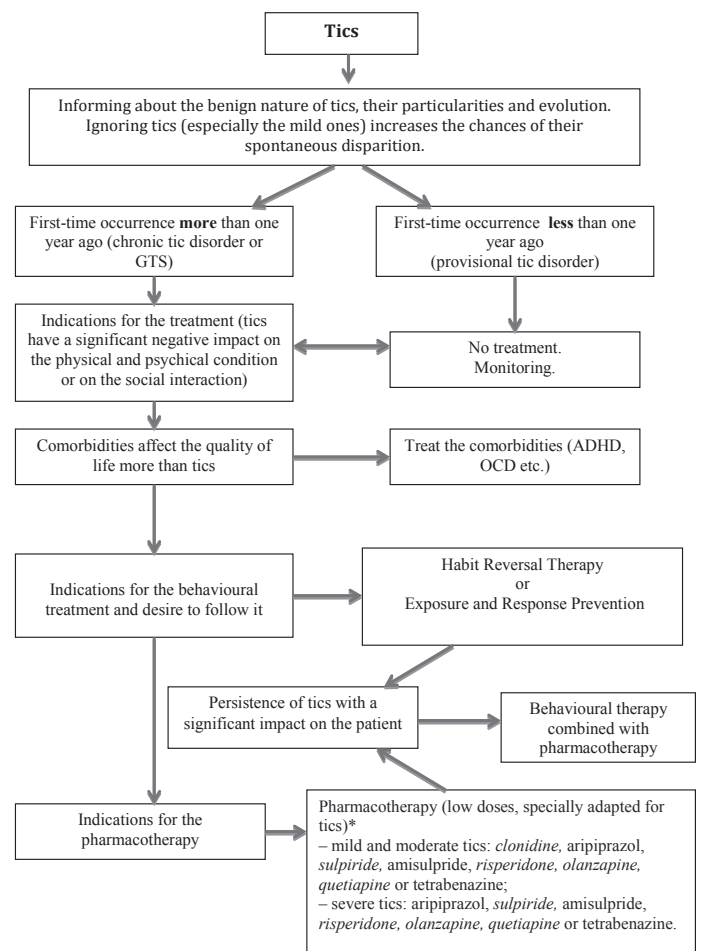 Tics
Informing about the benign nature of tics, their particularities and evolution.
Ignoring tics (especially the mild ones) increases the chances of their
spontaneous disparition.
First-time occurrence more than one
year ago (chronic tic disorder or
GTS)
First-time occurrence less than one
year ago
(provisional tic disorder)
Indications for the treatment (tics
have a significant negative impact on
the physical and psychical condition
or on the social interaction)
No treatment.
Monitoring.
Comorbidities affect the quality of
life more than tics
Treat the comorbidities (ADHD,
OCD etc.)
Indications for the behavioural
treatment and desire to follow it
Habit Reversal Therapy
or
Exposure and Response Prevention
Persistence of tics with a
significant impact on the patient
Behavioural therapy
combined with
pharmacotherapy
Indications for the
pharmacotherapy
Pharmacotherapy (low doses, specially adapted for
tics)*
– mild and moderate tics: clonidine, aripiprazol,
sulpiride, amisulpride, risperidone, olanzapine,
quetiapine or tetrabenazine;
– severe tics: aripiprazol, sulpiride, amisulpride,
risperidone, olanzapine, quetiapine or tetrabenazine.